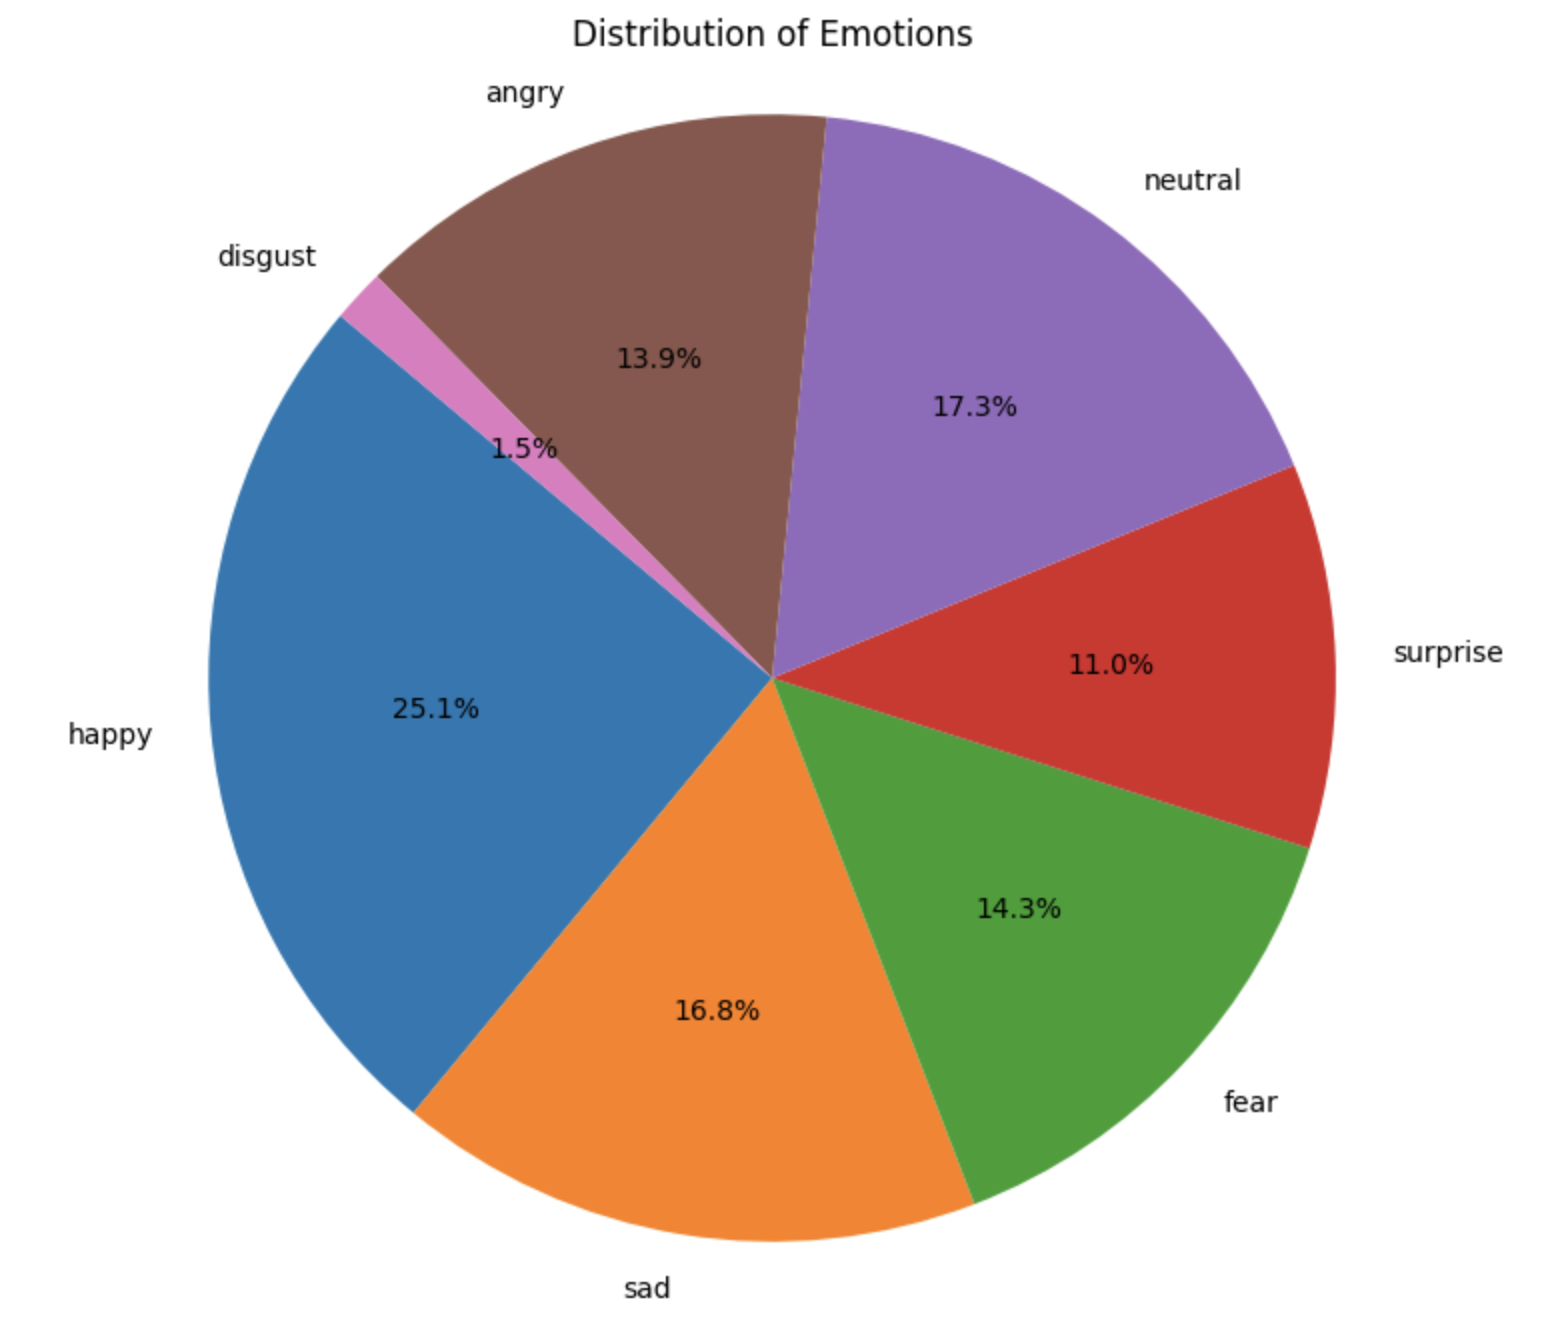 Distribution of Emotions
angry
neutral
disgust
13.9%
17.3%
1.5%
surprise
11.0%
25.1%
happy
14.3%
16.8%
fear
sad